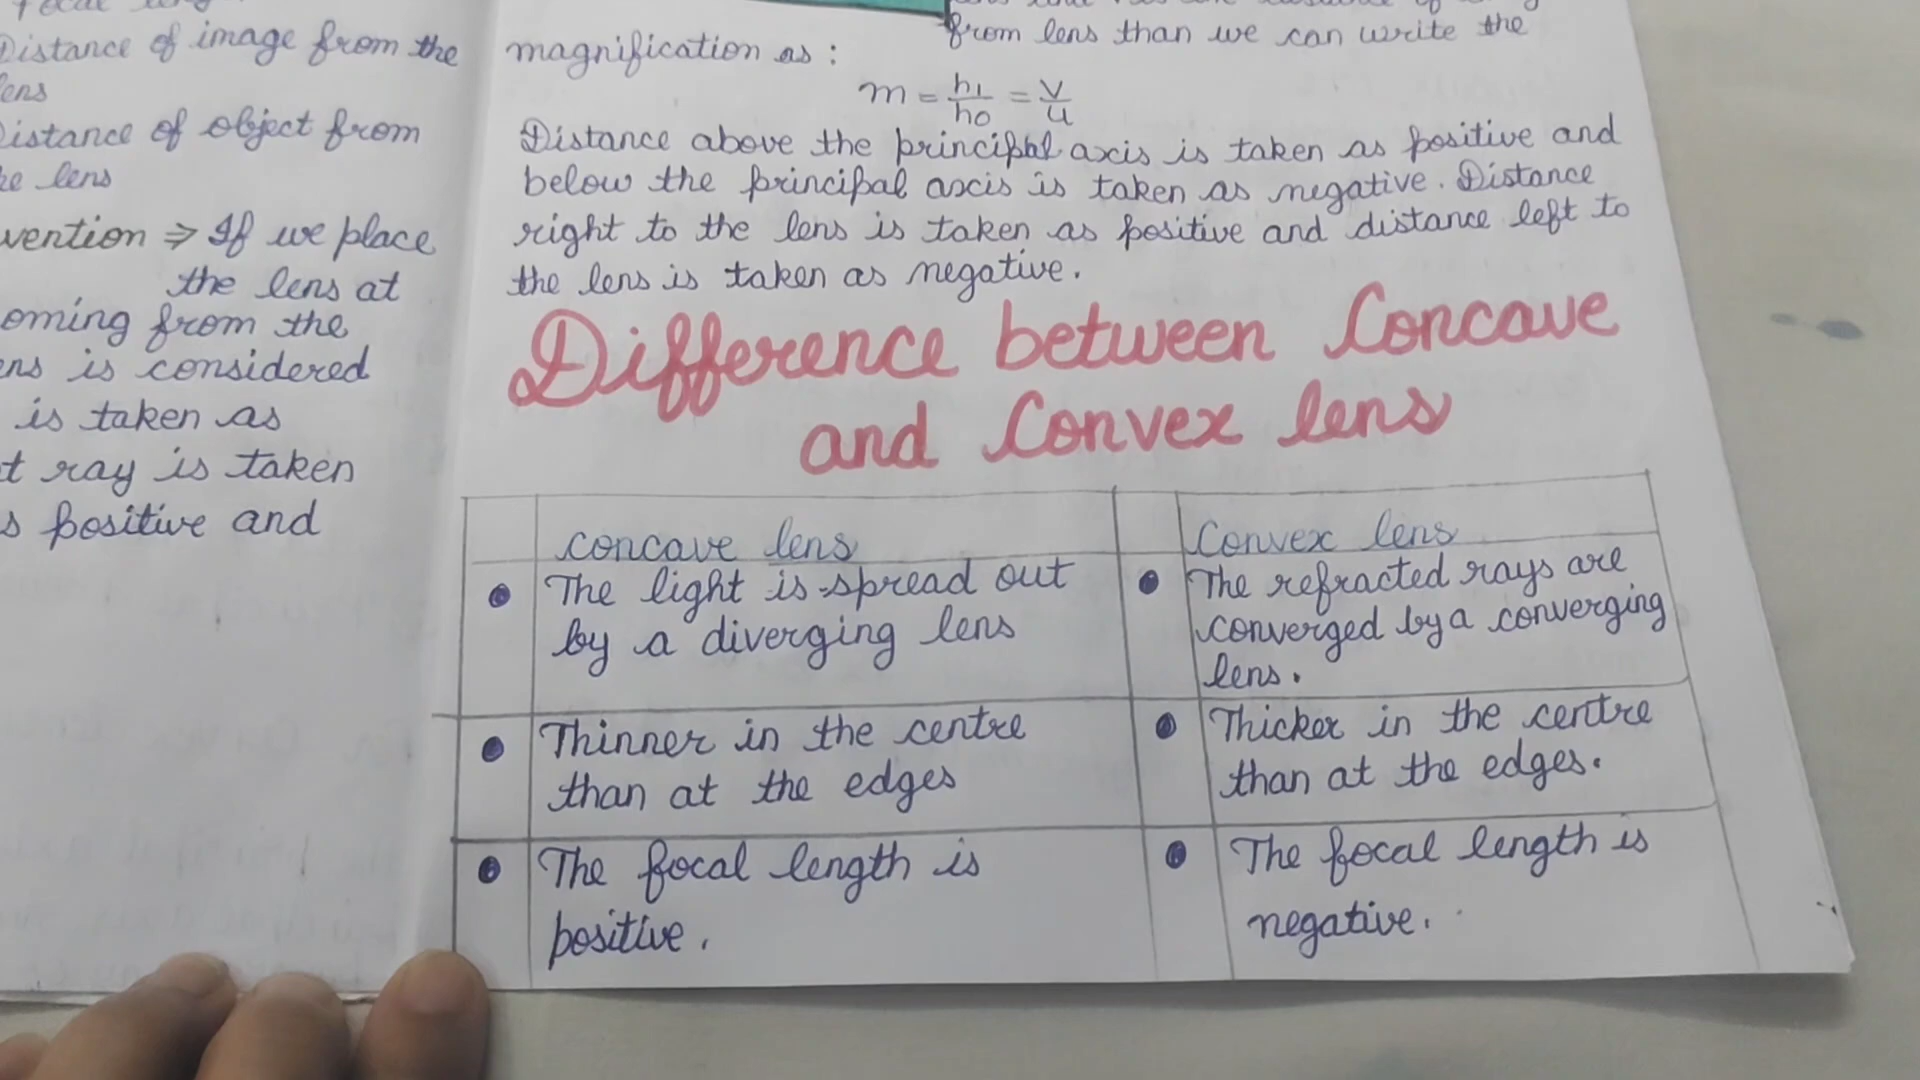 Distance of image from the
lens
Distance of object from
lens
vention ⇒ If we place
the lens at
oming from the
ens is considered
is taken as
t ray is taken
s positive and
from lens than we can write the
magnification as :
m = h1/h0 = v/u
Distance above the principal axis is taken as positive and
below the principal axis is taken as negative. Distance
right to the lens is taken as positive and distance left to
the lens is taken as negative.
Difference between Concave
and Convex lens
concave lens
• The light is spread out
by a diverging lens
• Thinner in the centre
than at the edges
• The focal length is
positive.
Convex lens
• The refracted rays are
converged by a converging
lens.
• Thicker in the centre
than at the edges.
• The focal length is
negative.